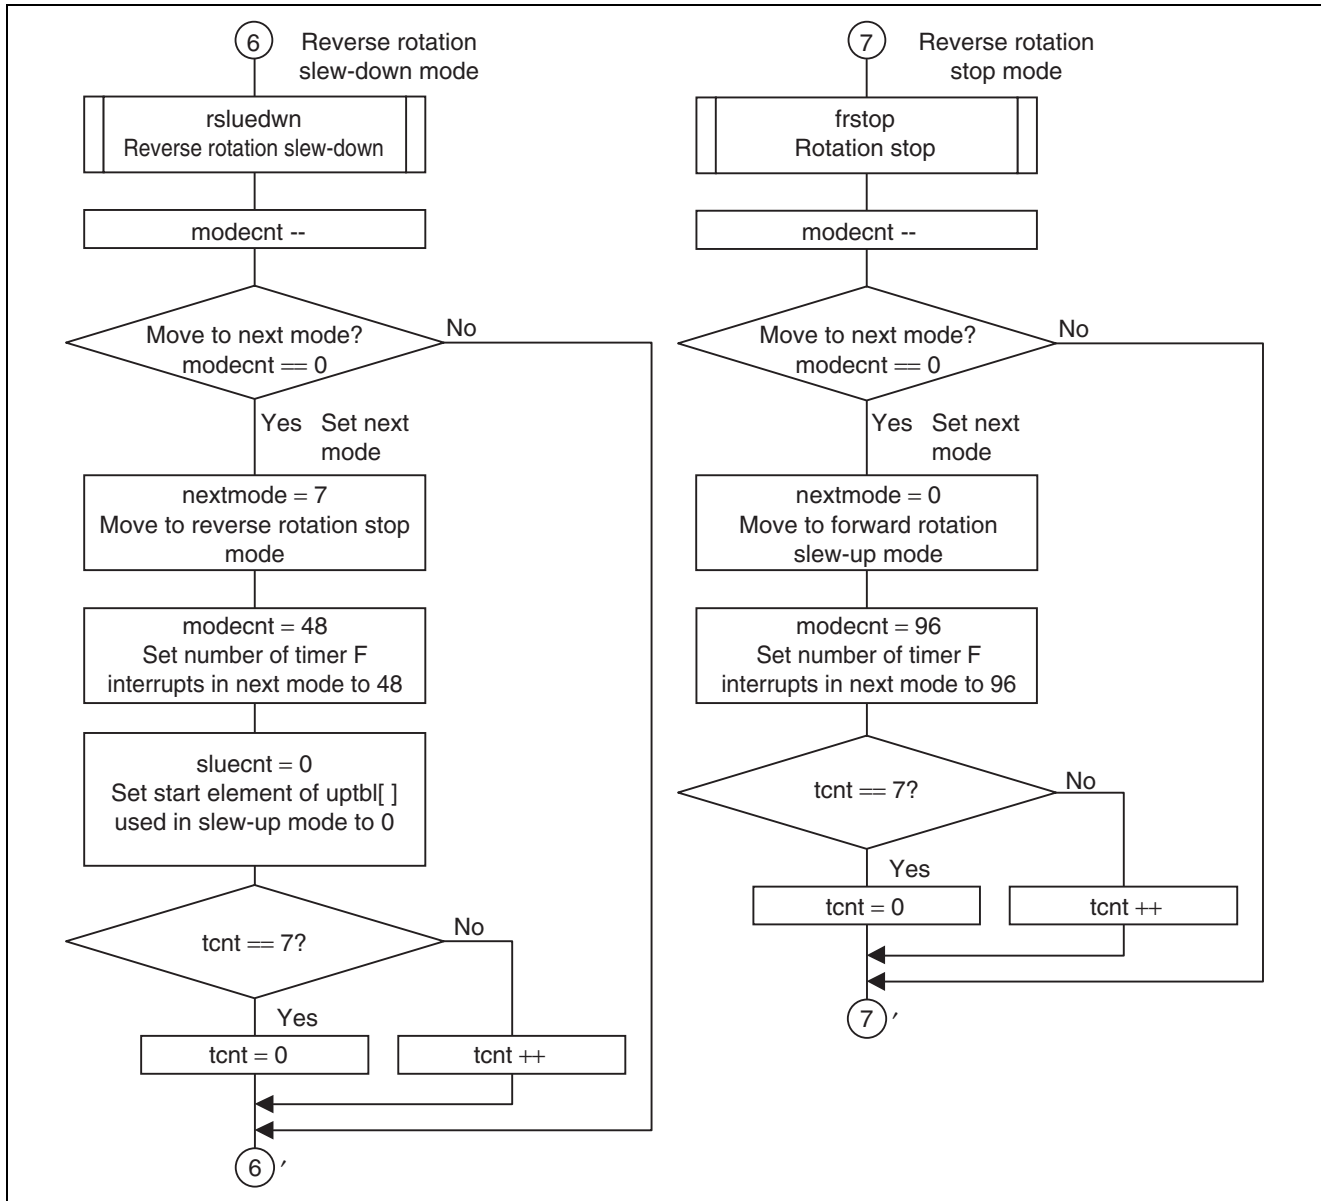 6
Reverse rotation
slew-down mode
rsluedwn
Reverse rotation slew-down
modecnt --
Move to next mode?
modecnt == 0
No
Yes Set next
mode
nextmode = 7
Move to reverse rotation stop
mode
modecnt = 48
Set number of timer F
interrupts in next mode to 48
sluecnt = 0
Set start element of uptbl[ ]
used in slew-up mode to 0
tcnt == 7?
No
Yes
tcnt = 0
tcnt ++
6 ′
7
Reverse rotation
stop mode
frstop
Rotation stop
modecnt --
Move to next mode?
modecnt == 0
No
Yes Set next
mode
nextmode = 0
Move to forward rotation
slew-up mode
modecnt = 96
Set number of timer F
interrupts in next mode to 96
tcnt == 7?
No
Yes
tcnt = 0
tcnt ++
7 ′